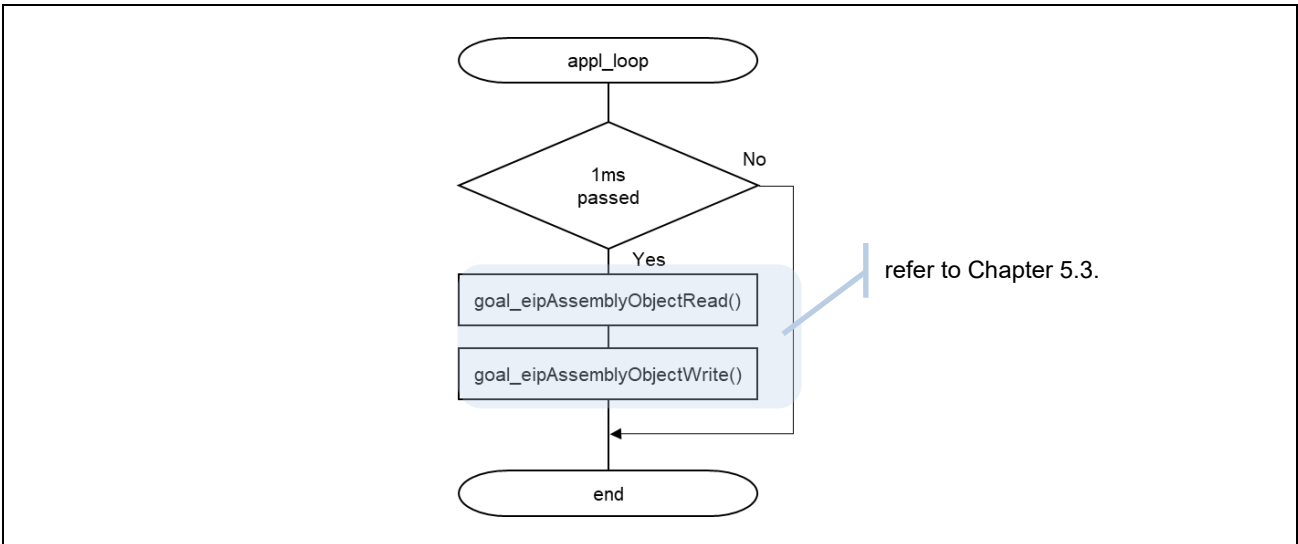 appl_loop
1ms
passed
No
Yes
goal_eipAssemblyObjectRead()
goal_eipAssemblyObjectWrite()
refer to Chapter 5.3.
end